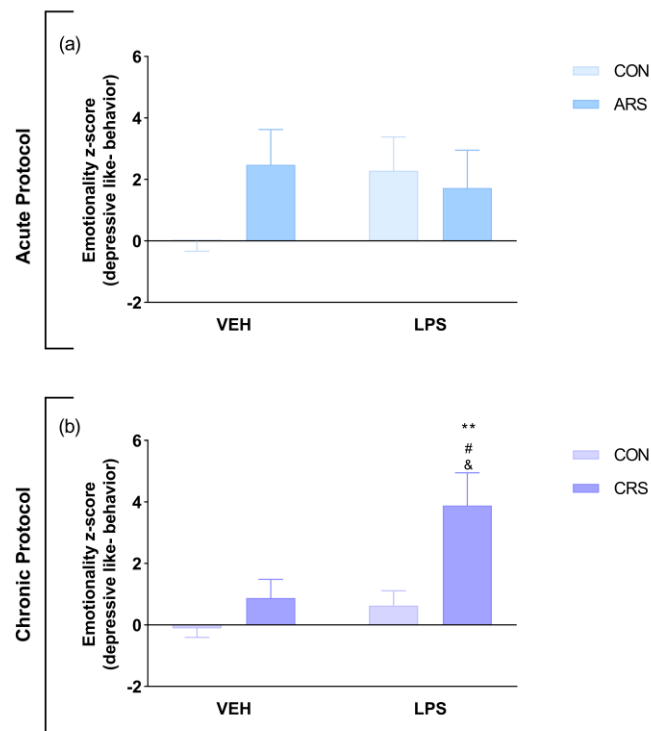 (a)
Acute Protocol
Emotionality z-score
(depressive like- behavior)
6
4
2
0
-2
VEH
LPS
CON
ARS
(b)
Chronic Protocol
Emotionality z-score
(depressive like- behavior)
6
4
2
0
-2
**
#
&
VEH
LPS
CON
CRS